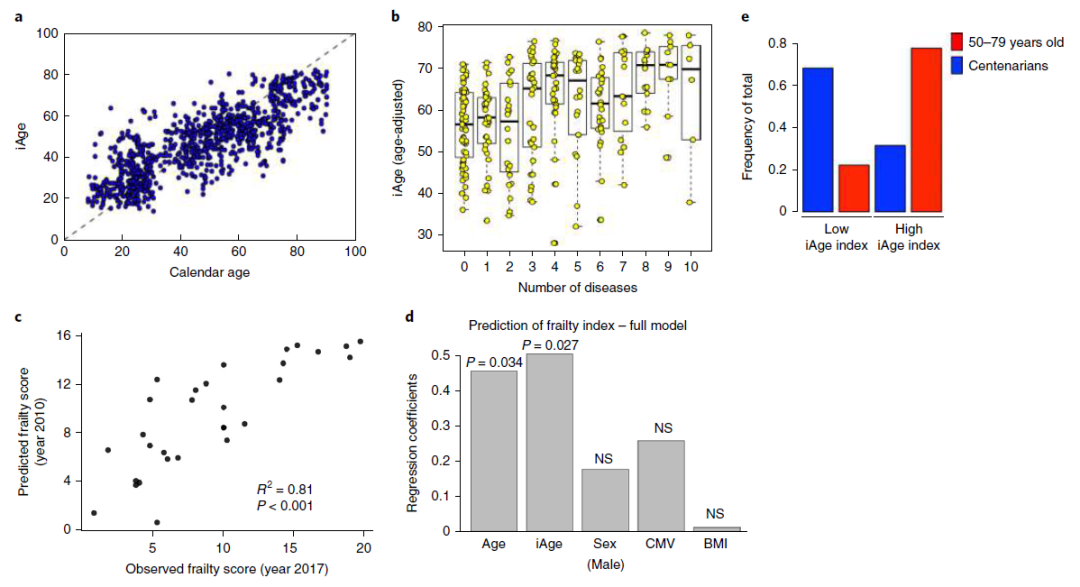 a
100
80
60
40
20
0
iAge
0 20 40 60 80 100
Calendar age
b
80
70
60
50
40
30
iAge (age-adjusted)
0 1 2 3 4 5 6 7 8 9 10
Number of diseases
e
50–79 years old
Centenarians
0.8
0.6
0.4
0.2
0
Frequency of total
Low
iAge index
High
iAge index
c
16
12
8
4
0
Predicted frailty score
(year 2010)
R² = 0.81
P < 0.001
5 10 15 20
Observed frailty score (year 2017)
d
Prediction of frailty index – full model
0.5
0.4
0.3
0.2
0.1
0
Regression coefficients
P = 0.034
P = 0.027
NS
NS
NS
Age iAge Sex CMV BMI
(Male)